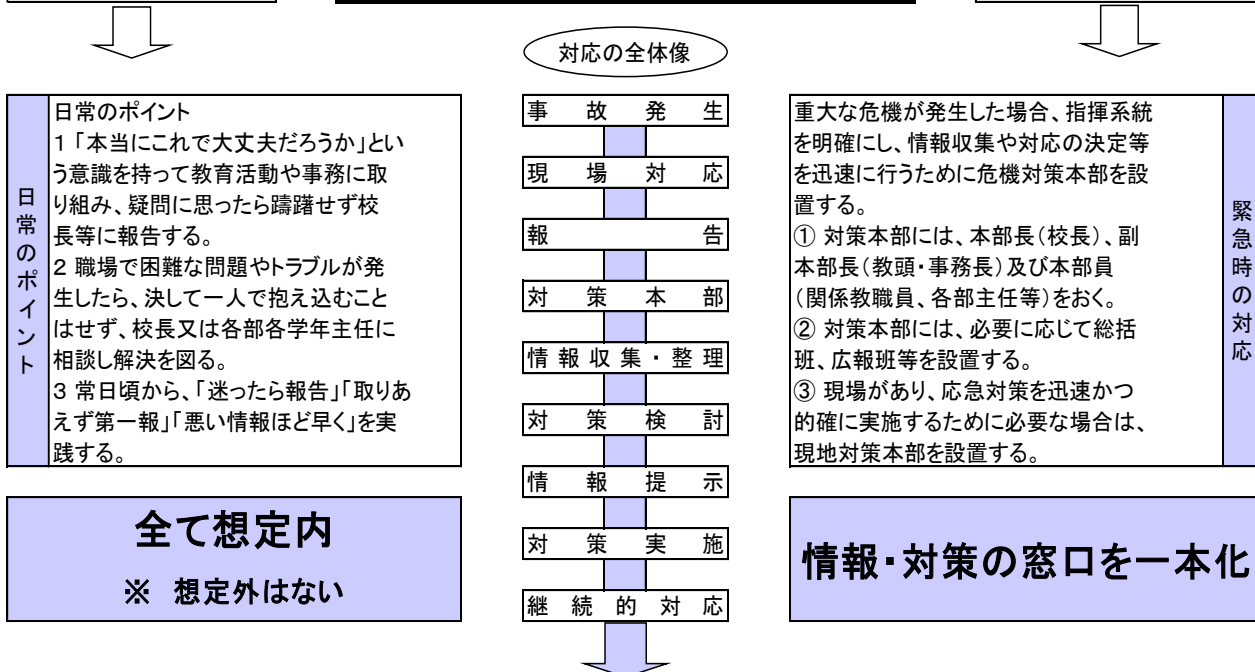 対応の全体像
日常のポイント
日常のポイント
1 「本当にこれで大丈夫だろうか」とい
う意識を持って教育活動や事務に取
り組み、疑問に思ったら躊躇せず校
長等に報告する。
2 職場で困難な問題やトラブルが発
生したら、決して一人で抱え込むこと
はせず、校長又は各部各学年主任に
相談し解決を図る。
3 常日頃から、「迷ったら報告」「取りあ
えず第一報」「悪い情報ほど早く」を実
践する。
全て想定内
※ 想定外はない
事故発生
現場対応
報告
対策本部
情報収集・整理
対策検討
情報提示
対策実施
継続的対応
重大な危機が発生した場合、指揮系統
を明確にし、情報収集や対応の決定等
を迅速に行うために危機対策本部を設
置する。
① 対策本部には、本部長(校長)、副
本部長(教頭・事務長)及び本部員
(関係教職員、各部主任等)をおく。
② 対策本部には、必要に応じて総括
班、広報班等を設置する。
③ 現場があり、応急対策を迅速かつ
的確に実施するために必要な場合は、
現地対策本部を設置する。
緊急時の対応
情報・対策の窓口を一本化